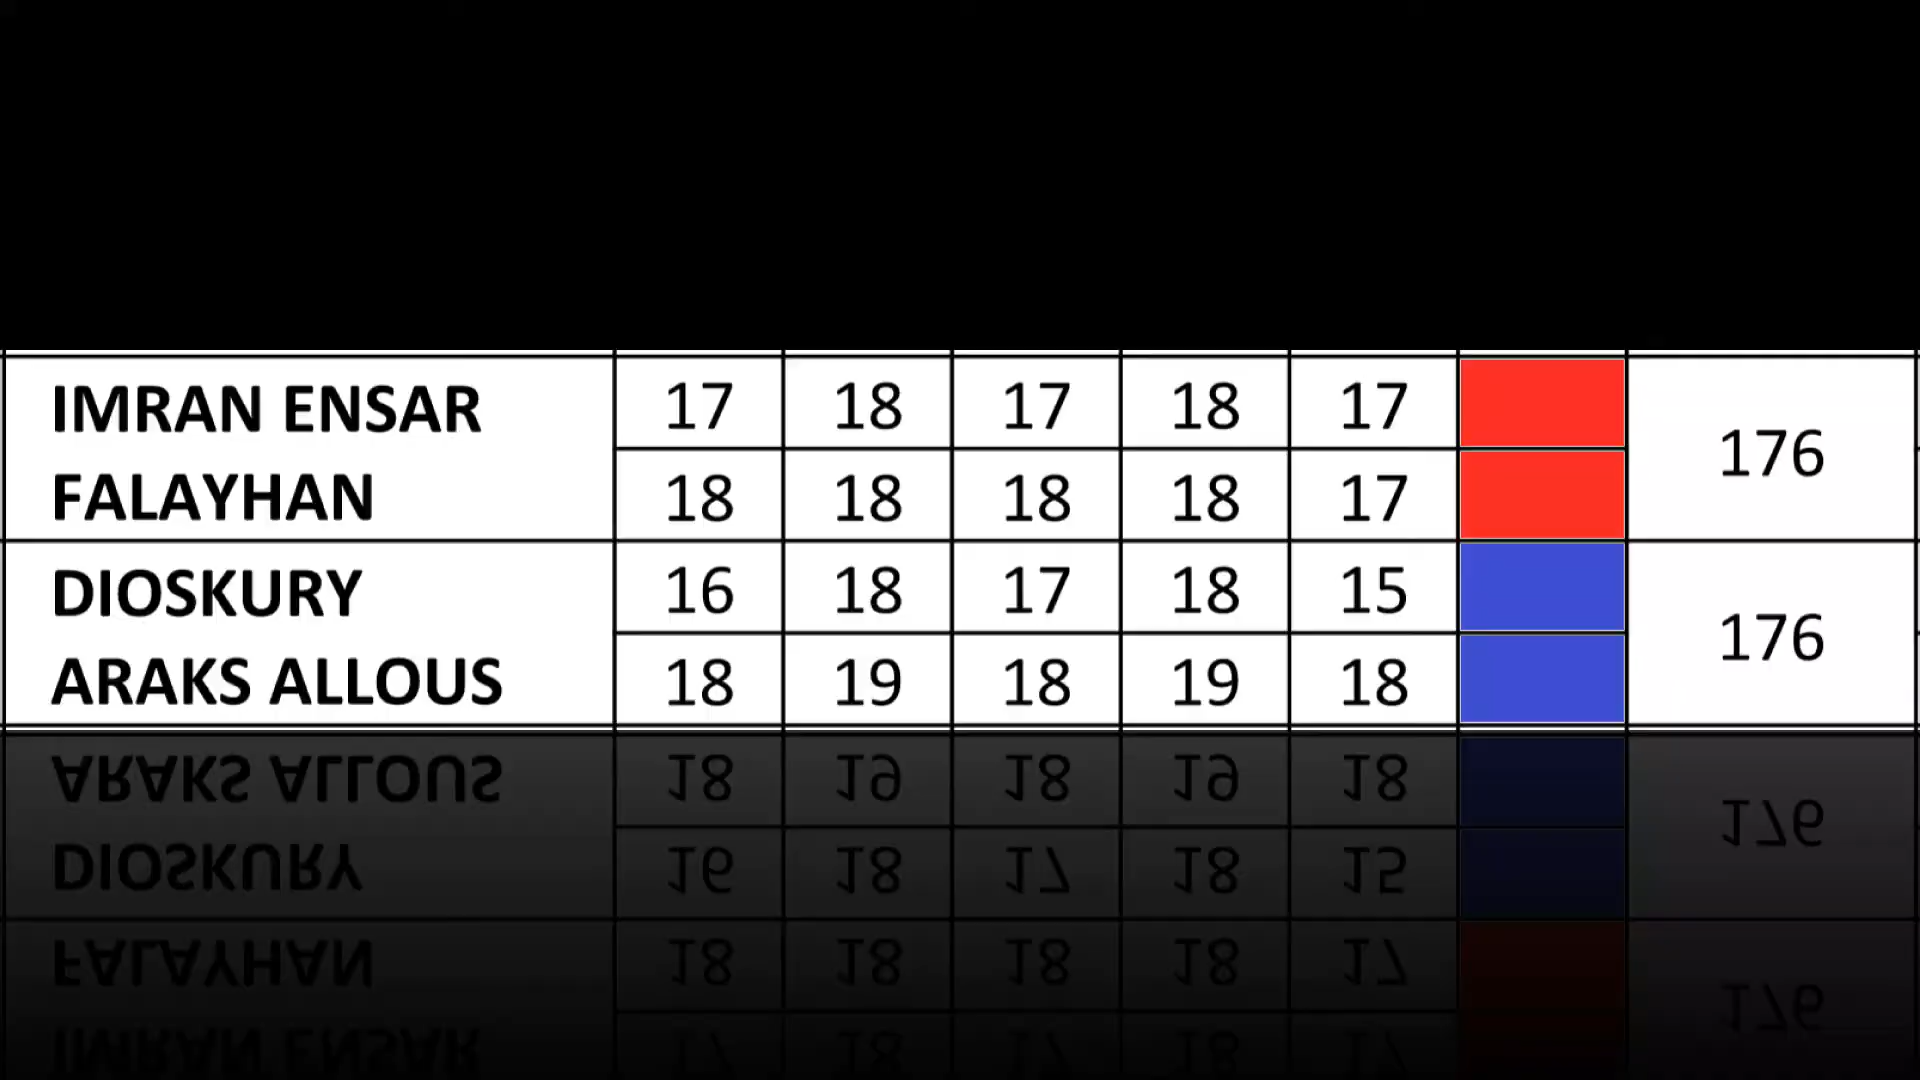 IMRAN ENSAR 17 18 17 18 17
176
FALAYHAN 18 18 18 18 17
DIOSKURY 16 18 17 18 15
176
ARAKS ALLOUS 18 19 18 19 18